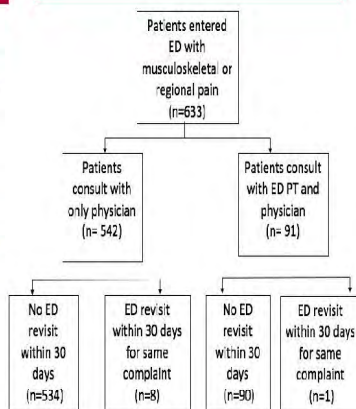 Patients entered
ED with
musculoskeletal or
regional pain
(n=633)
Patients
consult with
only physician
(n= 542)
Patients consult
with ED PT and
physician
(n= 91)
No ED
revisit
within 30
days
(n=534)
ED revisit
within 30 days
for same
complaint
(n=8)
No ED
revisit
within 30
days
(n=90)
ED revisit
within 30 days
for same
complaint
(n=1)